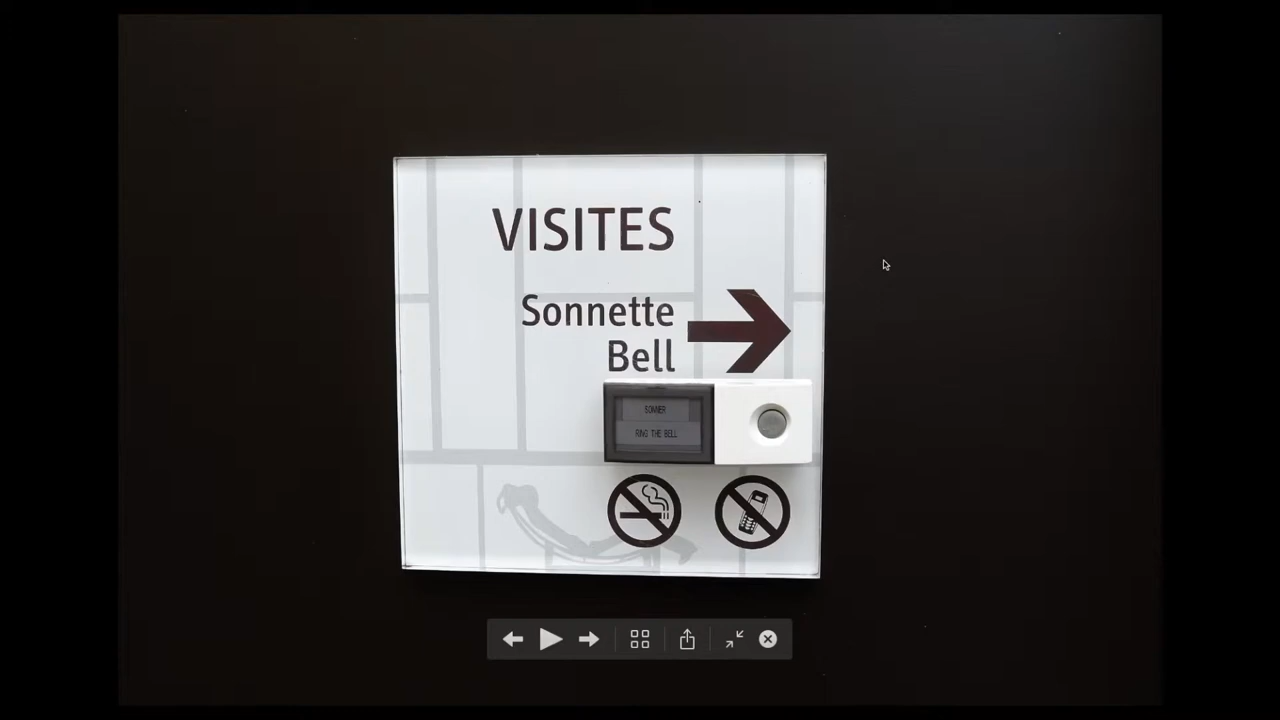 VISITES
Sonnette
Bell
SONNER
RING THE BELL